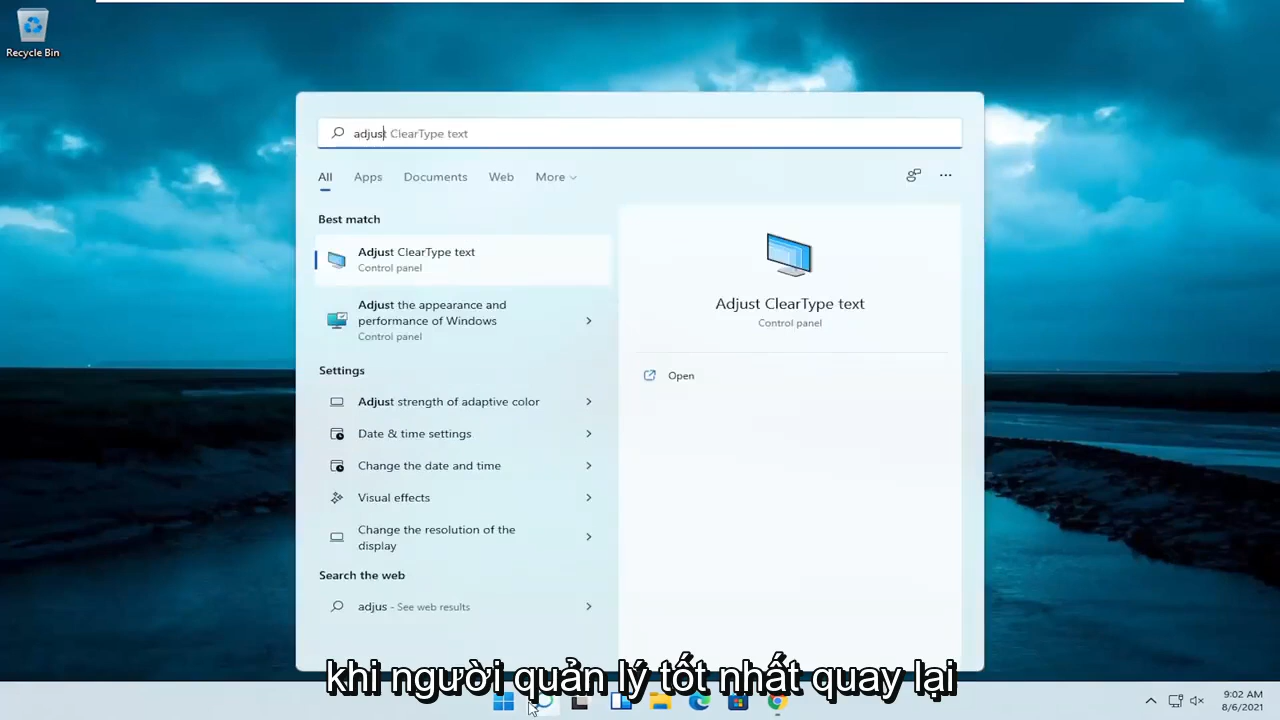 Recycle Bin
adjust ClearType text
All
Apps
Documents
Web
More
Best match
Adjust ClearType text
Control panel
Adjust the appearance and
performance of Windows
Control panel
Settings
Adjust strength of adaptive color
Date & time settings
Change the date and time
Visual effects
Change the resolution of the
display
Search the web
adjus - See web results
Adjust ClearType text
Control panel
Open
khi người quản lý tốt nhất quay lại
9:02 AM
8/6/2021